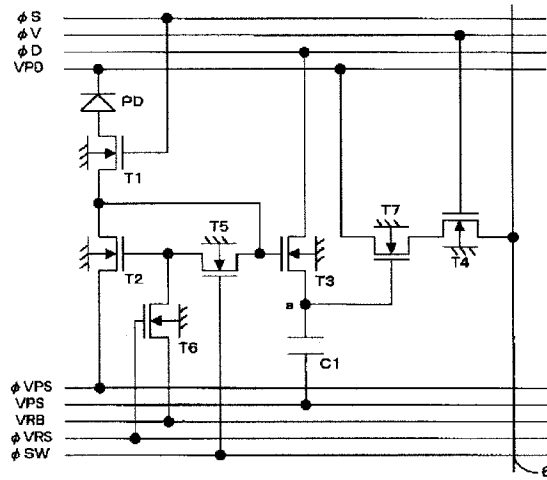 φS
φV
φD
VPD
PD
T1
T5
T7
T2
T3
T4
a
T6
C1
φVPS
VPS
VRB
φVRS
φSW
6